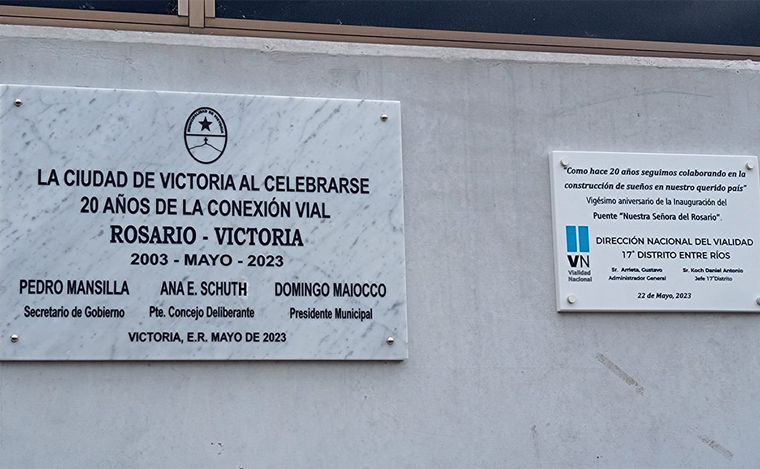 MUNICIPALIDAD DE VICTORIA
LA CIUDAD DE VICTORIA AL CELEBRARSE
20 AÑOS DE LA CONEXIÓN VIAL
ROSARIO - VICTORIA
2003 - MAYO - 2023
PEDRO MANSILLA ANA E. SCHUTH DOMINGO MAIOCCO
Secretario de Gobierno Pte. Concejo Deliberante Presidente Municipal
VICTORIA, E.R. MAYO DE 2023
"Como hace 20 años seguimos colaborando en la
construcción de sueños en nuestro querido país"
Vigésimo aniversario de la Inauguración del
Puente "Nuestra Señora del Rosario".
VN
Vialidad
Nacional
DIRECCIÓN NACIONAL DEL VIALIDAD
17° DISTRITO ENTRE RÍOS
Sr. Arrieta, Gustavo Sr. Koch Daniel Antonio
Administrador General Jefe 17°Distrito
22 de Mayo, 2023